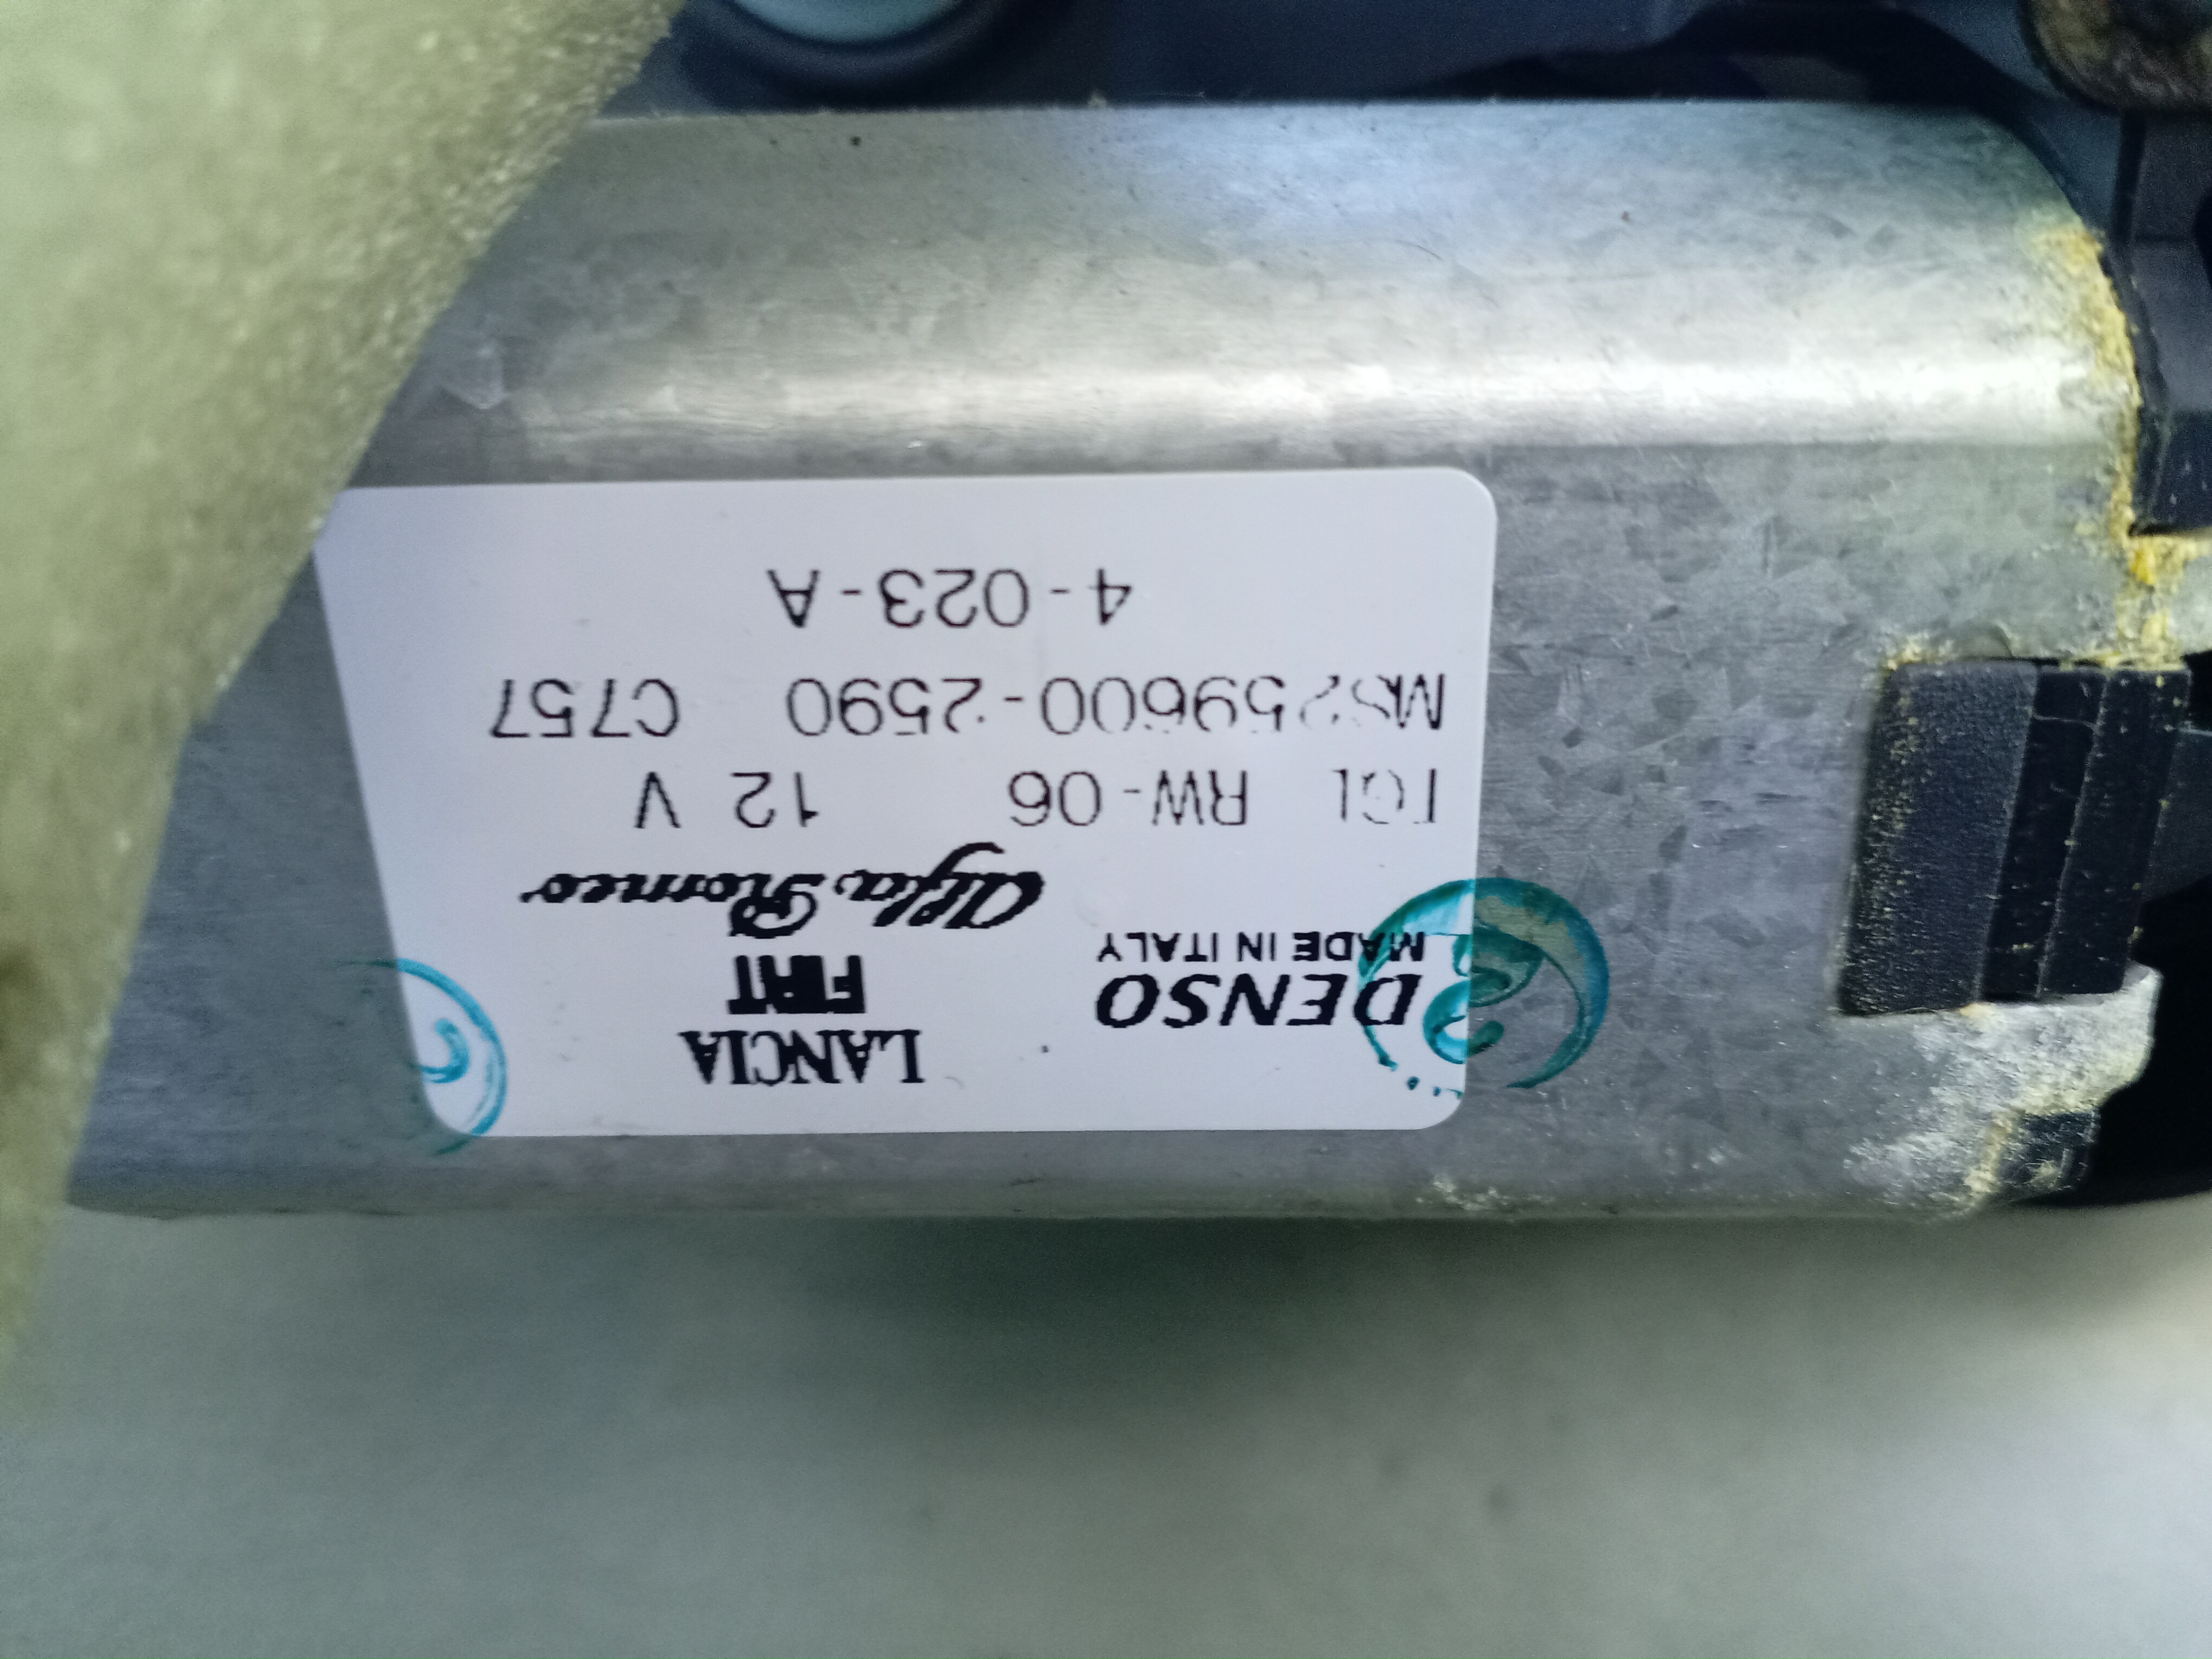 LANCIA
FIAT
Alfa Romeo
DENSO
MADE IN ITALY
TGL RW-06 12 V
MS259600-2590 C757
4-023-A